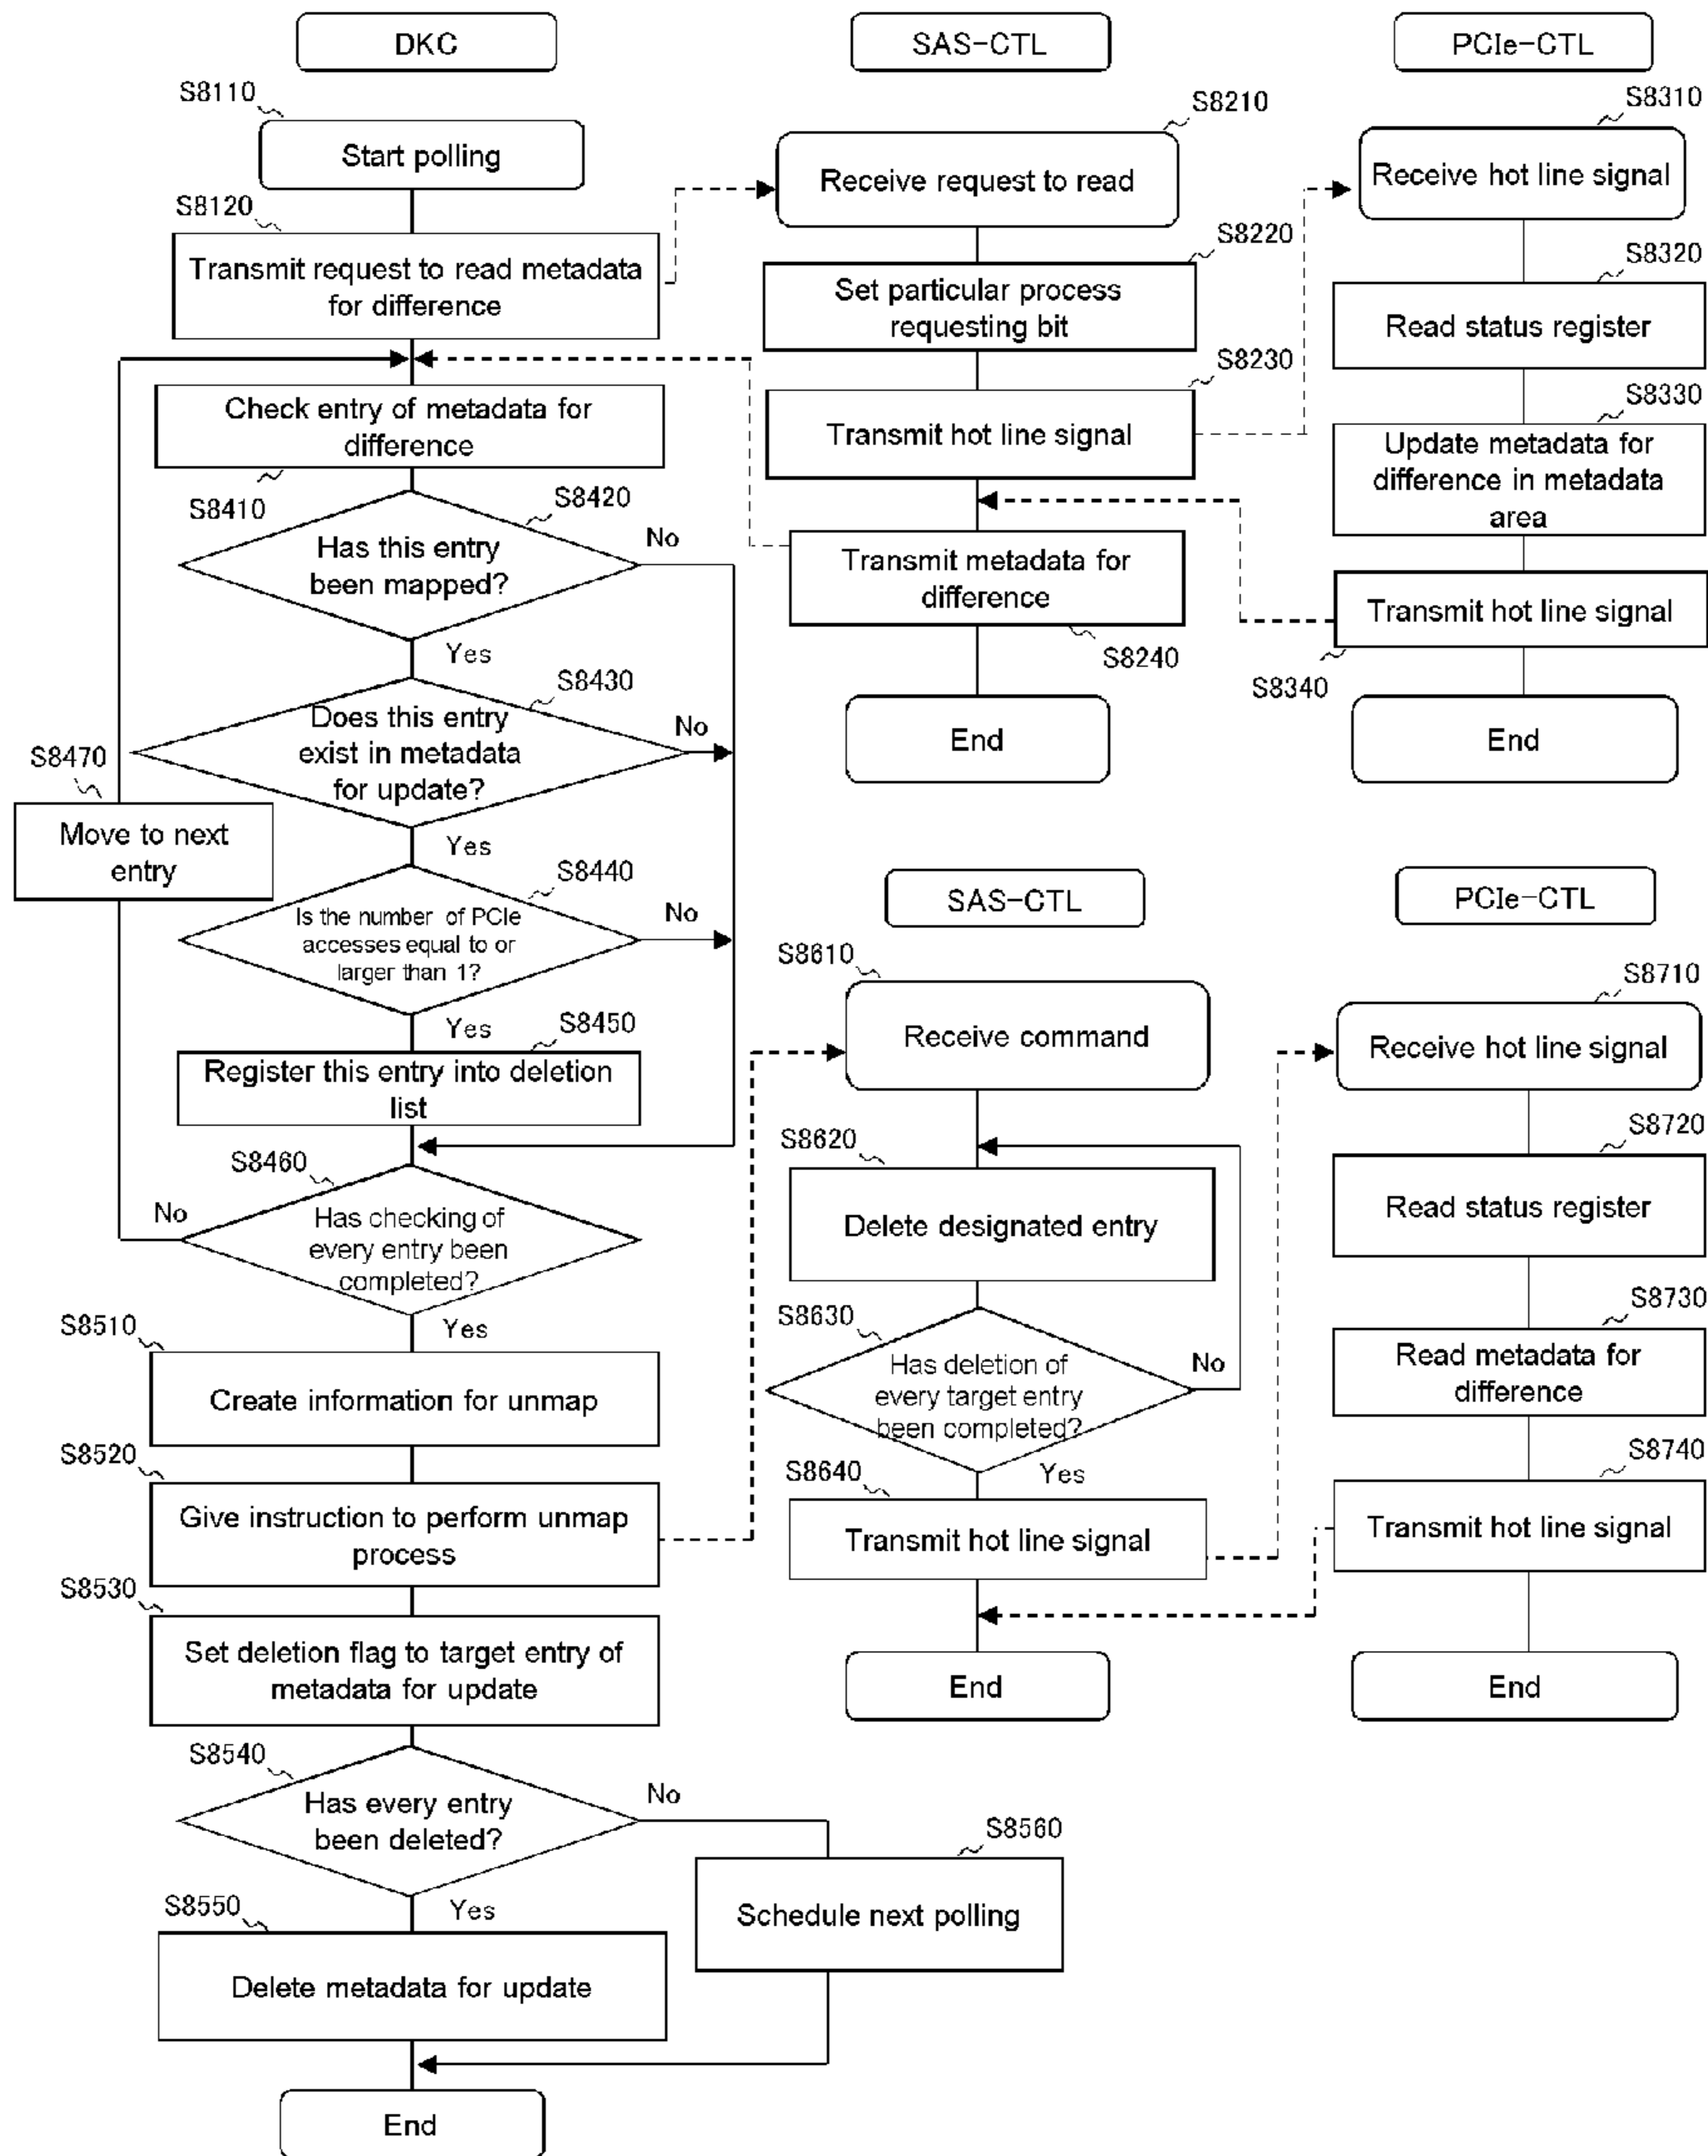 DKC
S8110
Start polling
S8120
Transmit request to read metadata
for difference
Check entry of metadata for
difference
S8410
S8420
Has this entry
been mapped?
No
Yes
S8430
Does this entry
exist in metadata
for update?
No
Yes
S8470
Move to next
entry
S8440
Is the number of PCIe
accesses equal to or
larger than 1?
No
Yes
S8450
Register this entry into deletion
list
S8460
Has checking of
every entry been
completed?
No
Yes
S8510
Create information for unmap
S8520
Give instruction to perform unmap
process
S8530
Set deletion flag to target entry of
metadata for update
S8540
Has every entry
been deleted?
No
Yes
S8560
Schedule next polling
S8550
Delete metadata for update
End
SAS-CTL
S8210
Receive request to read
S8220
Set particular process
requesting bit
S8230
Transmit hot line signal
Transmit metadata for
difference
S8240
End
PCIe-CTL
S8310
Receive hot line signal
S8320
Read status register
S8330
Update metadata for
difference in metadata
area
Transmit hot line signal
S8340
End
SAS-CTL
S8610
Receive command
S8620
Delete designated entry
S8630
Has deletion of
every target entry
been completed?
No
Yes
S8640
Transmit hot line signal
End
PCIe-CTL
S8710
Receive hot line signal
S8720
Read status register
S8730
Read metadata for
difference
S8740
Transmit hot line signal
End